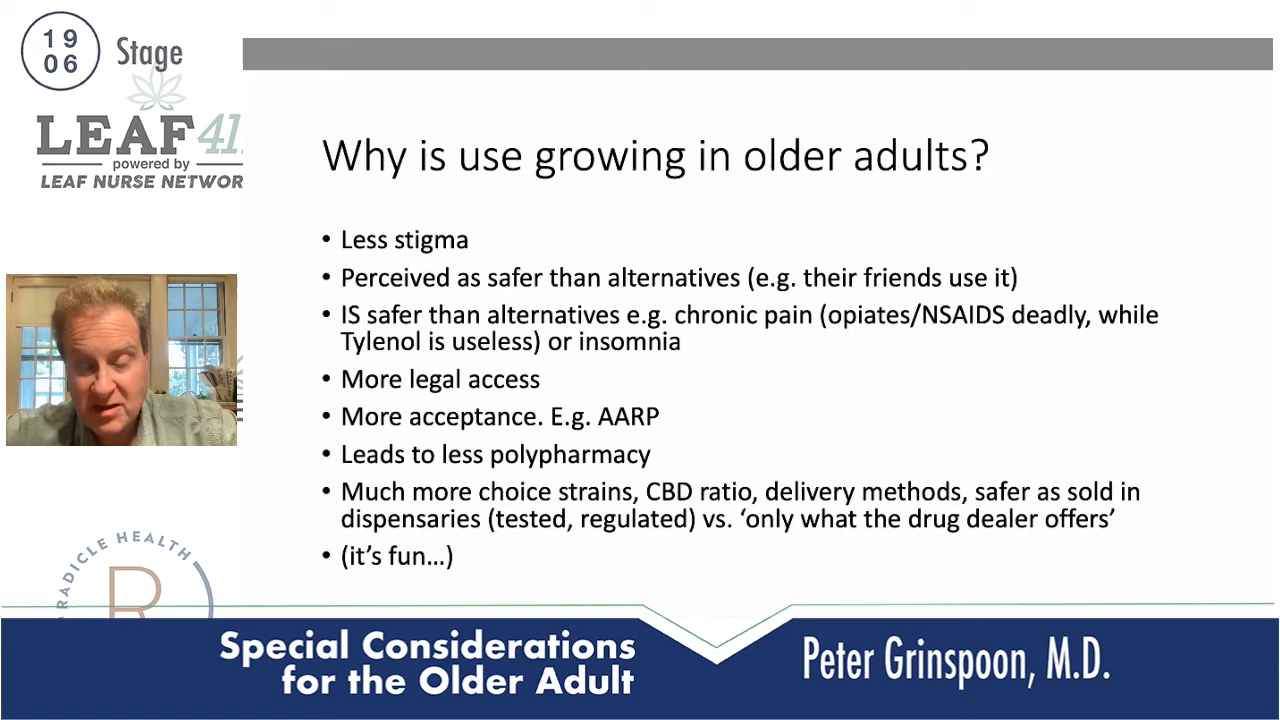 19
06
Stage
LEAF 41
powered by
LEAF NURSE NETWOR
Why is use growing in older adults?
• Less stigma
• Perceived as safer than alternatives (e.g. their friends use it)
• IS safer than alternatives e.g. chronic pain (opiates/NSAIDS deadly, while
Tylenol is useless) or insomnia
• More legal access
• More acceptance. E.g. AARP
• Leads to less polypharmacy
• Much more choice strains, CBD ratio, delivery methods, safer as sold in
dispensaries (tested, regulated) vs. ‘only what the drug dealer offers’
• (it’s fun…)
RADICLE HEALTH
R
Special Considerations
for the Older Adult
Peter Grinspoon, M.D.